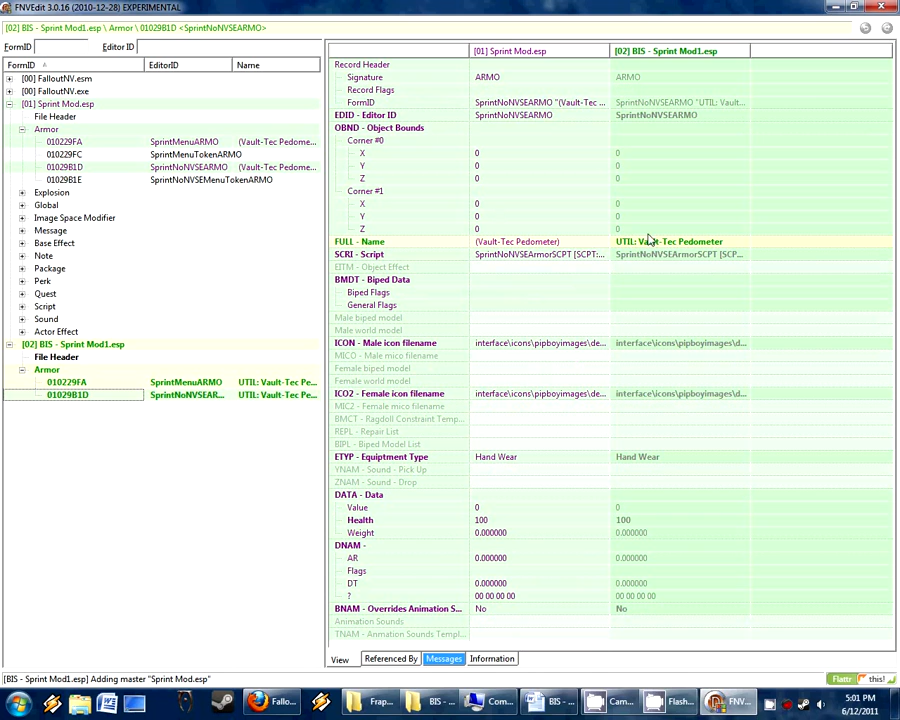 FNVEdit 3.0.16 (2010-12-28) EXPERIMENTAL
[02] BIS - Sprint Mod1.esp \ Armor \ 01029B1D <SprintNoNVSEARMO>
FormID Editor ID
FormID EditorID Name
[00] FalloutNV.esm
[00] FalloutNV.exe
[01] Sprint Mod.esp
File Header
Armor
010229FA SprintMenuARMO (Vault-Tec Pedome...
010229FC SprintMenuTokenARMO
01029B1D SprintNoNVSEARMO (Vault-Tec Pedome...
01029B1E SprintNoNVSEMenuTokenARMO
Explosion
Global
Image Space Modifier
Message
Base Effect
Note
Package
Perk
Quest
Script
Sound
Actor Effect
[02] BIS - Sprint Mod1.esp
File Header
Armor
010229FA SprintMenuARMO UTIL: Vault-Tec Pe...
01029B1D SprintNoNVSEAR... UTIL: Vault-Tec Pe...
[01] Sprint Mod.esp [02] BIS - Sprint Mod1.esp
Record Header
Signature ARMO ARMO
Record Flags
FormID SprintNoNVSEARMO "(Vault-Tec ... SprintNoNVSEARMO "UTIL: Vault...
EDID - Editor ID SprintNoNVSEARMO SprintNoNVSEARMO
OBND - Object Bounds
Corner #0
X 0 0
Y 0 0
Z 0 0
Corner #1
X 0 0
Y 0 0
Z 0 0
FULL - Name (Vault-Tec Pedometer) UTIL: Vault-Tec Pedometer
SCRI - Script SprintNoNVSEArmorSCPT [SCPT:... SprintNoNVSEArmorSCPT [SCP...
EITM - Object Effect
BMDT - Biped Data
Biped Flags
General Flags
Male biped model
Male world model
ICON - Male icon filename interface\icons\pipboyimages\de... interface\icons\pipboyimages\d...
MICO - Male mico filename
Female biped model
Female world model
ICO2 - Female icon filename interface\icons\pipboyimages\de... interface\icons\pipboyimages\d...
MIC2 - Female mico filename
BMCT - Ragdoll Constraint Temp...
REPL - Repair List
BIPL - Biped Model List
ETYP - Equiptment Type Hand Wear Hand Wear
YNAM - Sound - Pick Up
ZNAM - Sound - Drop
DATA - Data
Value 0 0
Health 100 100
Weight 0.000000 0.000000
DNAM -
AR 0.000000 0.000000
Flags
DT 0.000000 0.000000
? 00 00 00 00 00 00 00 00
BNAM - Overrides Animation S... No No
Animation Sounds
TNAM - Anmation Sounds Templ...
View Referenced By Messages Information
[BIS - Sprint Mod1.esp] Adding master "Sprint Mod.esp"
Flattr this!
Fallo... Frap... BIS -... Com... BIS -... Cam... Flash... FNV...
5:01 PM
6/12/2011